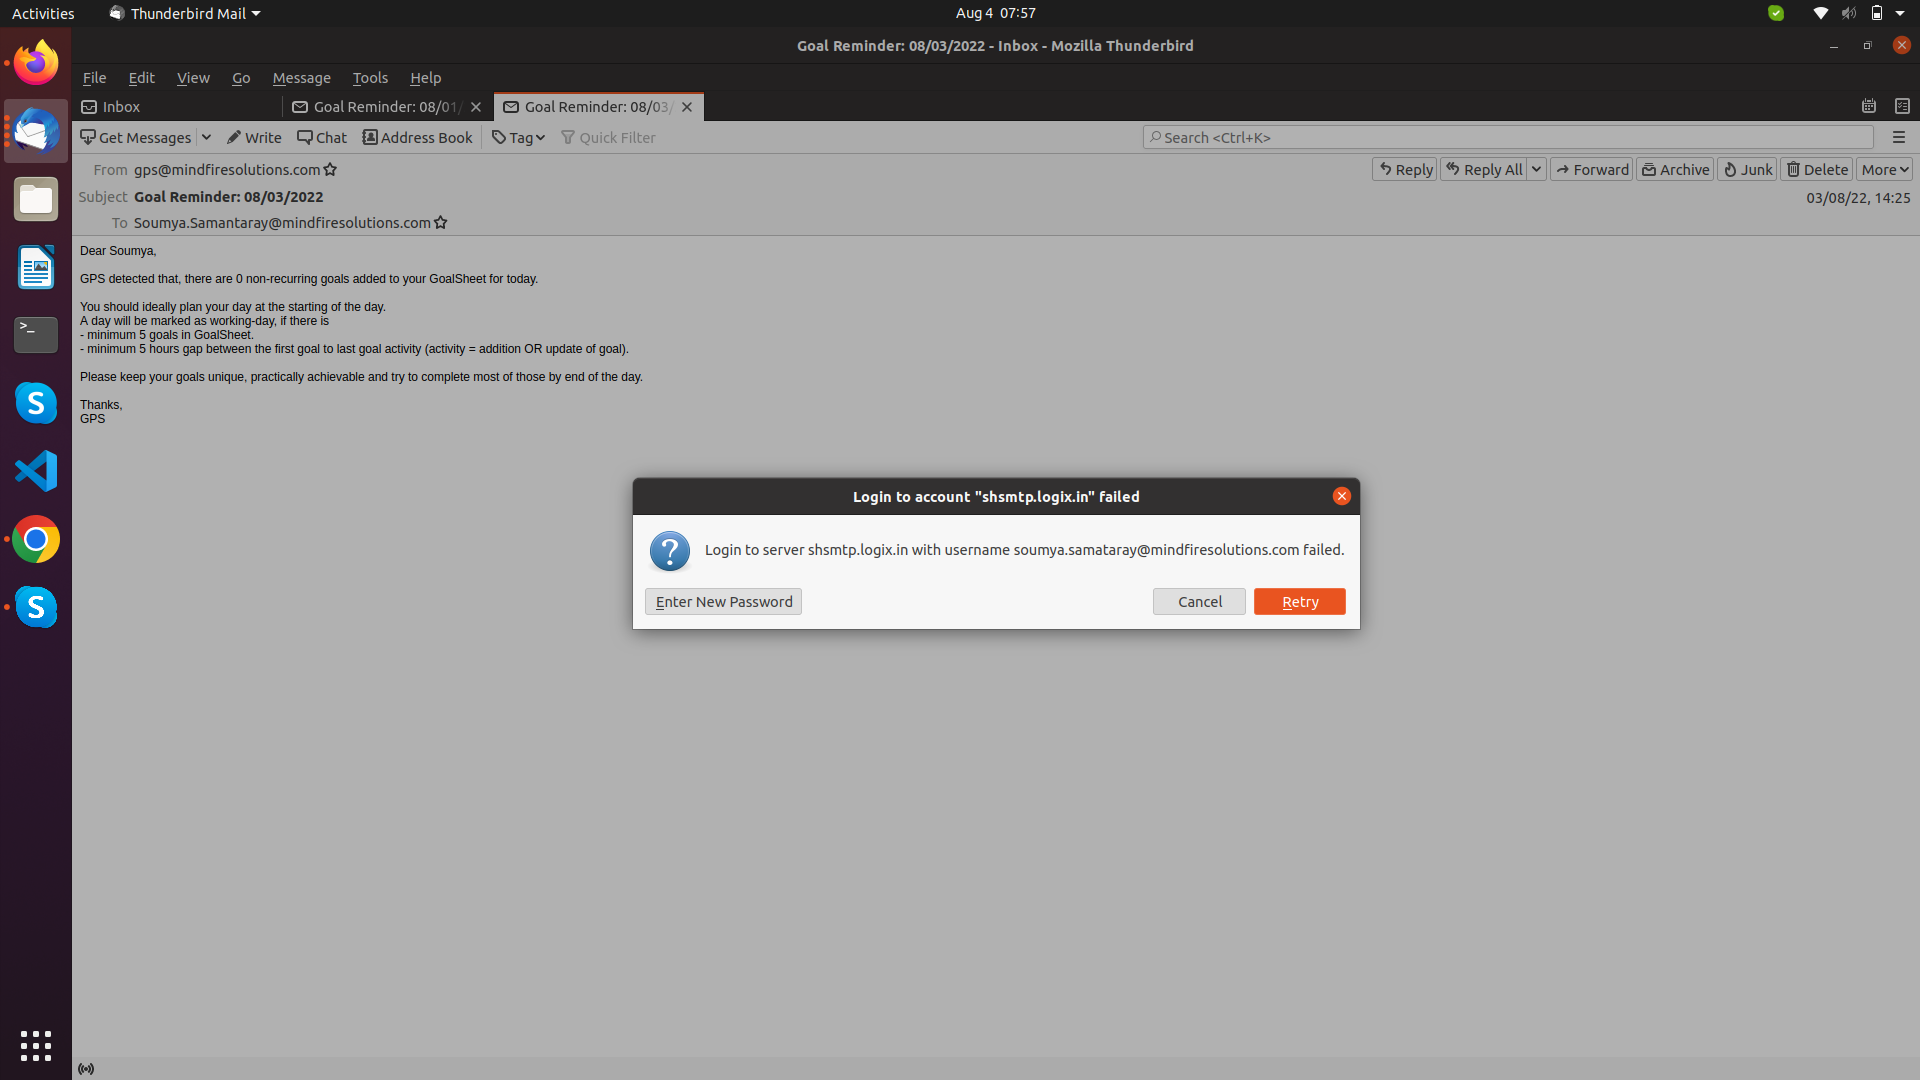 Activities Thunderbird Mail Aug 4 07:57
Goal Reminder: 08/03/2022 - Inbox - Mozilla Thunderbird
File Edit View Go Message Tools Help
Inbox Goal Reminder: 08/01/ Goal Reminder: 08/03/
Get Messages Write Chat Address Book Tag Quick Filter Search <Ctrl+K>
From gps@mindfiresolutions.com Reply Reply All Forward Archive Junk Delete More
Subject Goal Reminder: 08/03/2022 03/08/22, 14:25
To Soumya.Samantaray@mindfiresolutions.com
Dear Soumya,
GPS detected that, there are 0 non-recurring goals added to your GoalSheet for today.
You should ideally plan your day at the starting of the day.
A day will be marked as working-day, if there is
- minimum 5 goals in GoalSheet.
- minimum 5 hours gap between the first goal to last goal activity (activity = addition OR update of goal).
Please keep your goals unique, practically achievable and try to complete most of those by end of the day.
Thanks,
GPS
Login to account "shsmtp.logix.in" failed
Login to server shsmtp.logix.in with username soumya.samataray@mindfiresolutions.com failed.
Enter New Password Cancel Retry